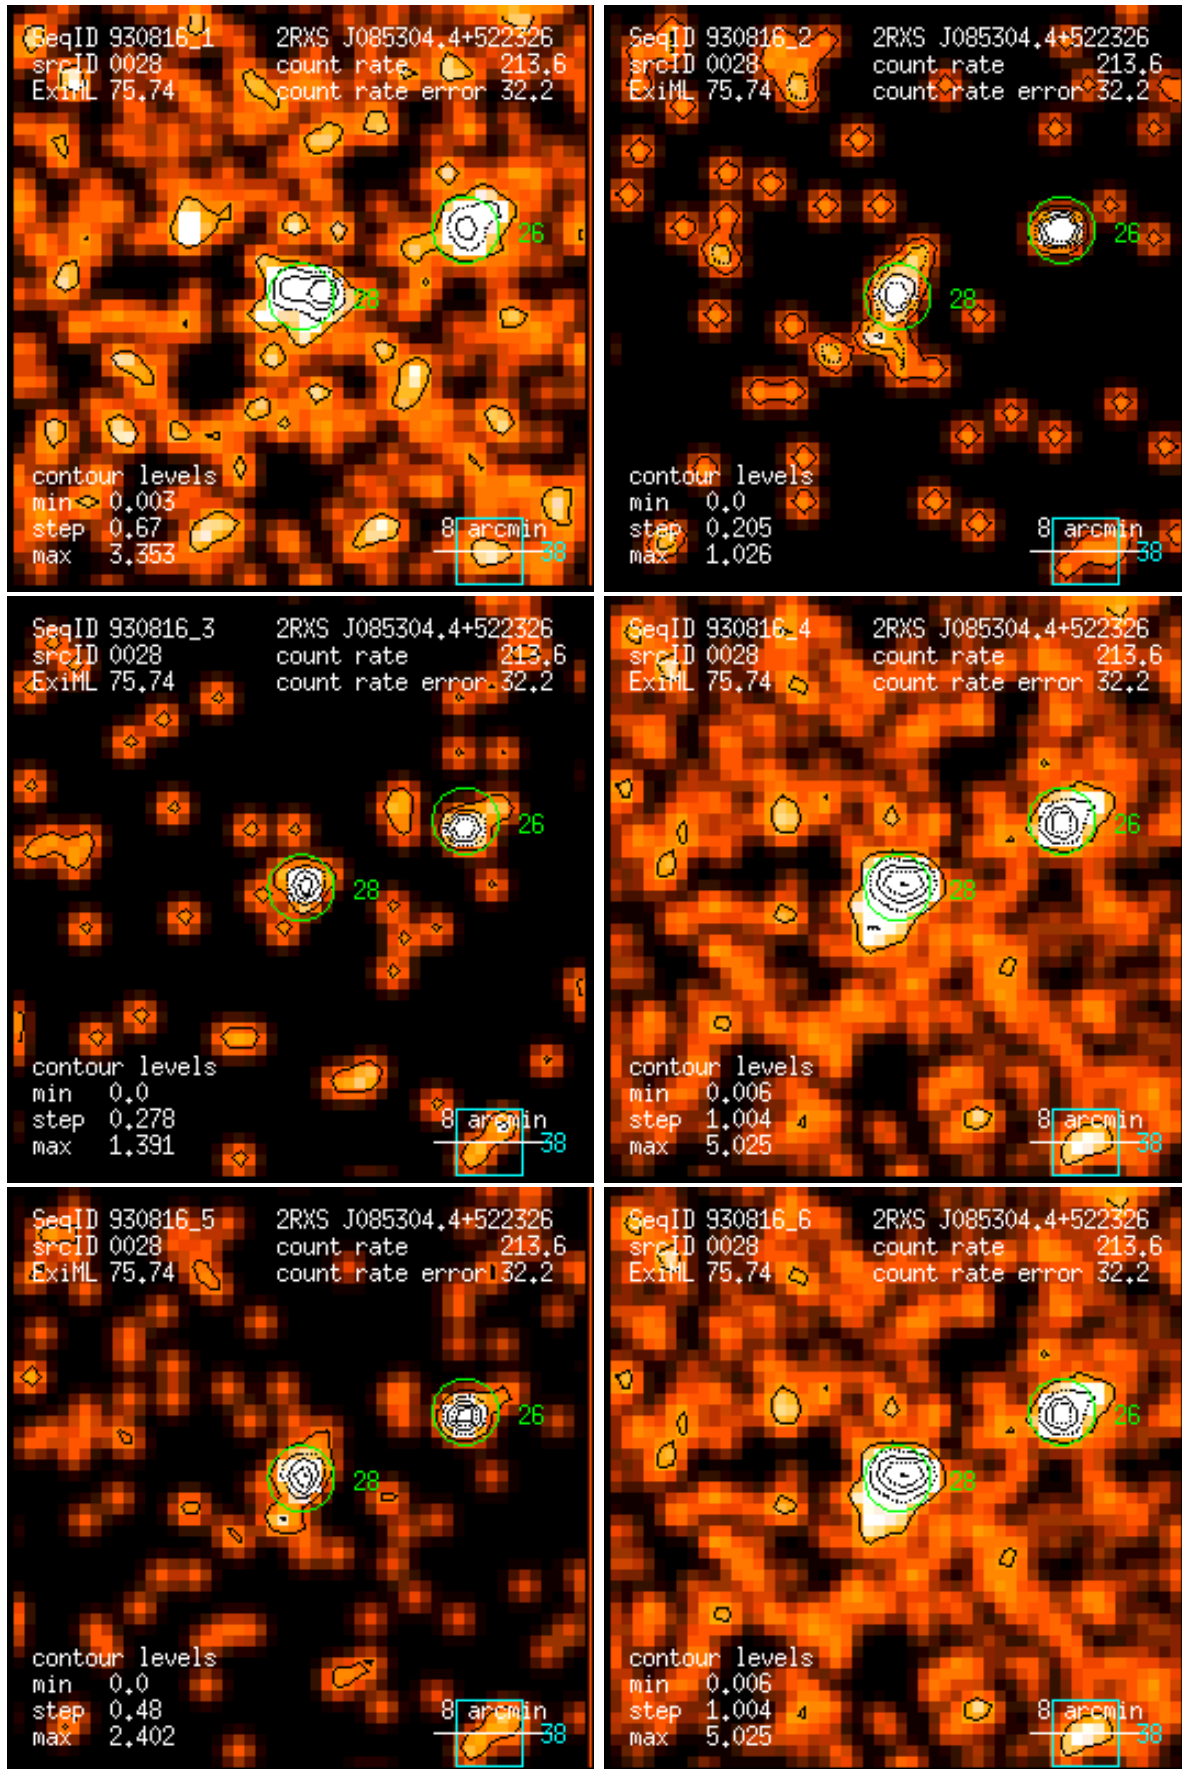 SeqID 930816_1 2RXS J085304.4+522326
srcID 0028 count rate 213.6
ExiML 75.74 count rate error 32.2
26
28
contour levels
min 0.003
step 0.67
max 3.353
8 arcmin
38
SeqID 930816_2 2RXS J085304.4+522326
srcID 0028 count rate 213.6
ExiML 75.74 count rate error 32.2
26
28
contour levels
min 0.0
step 0.205
max 1.026
8 arcmin
38
SeqID 930816_3 2RXS J085304.4+522326
srcID 0028 count rate 213.6
ExiML 75.74 count rate error 32.2
26
28
contour levels
min 0.0
step 0.278
max 1.391
8 arcmin
38
SeqID 930816_4 2RXS J085304.4+522326
srcID 0028 count rate 213.6
ExiML 75.74 count rate error 32.2
26
28
contour levels
min 0.006
step 1.004
max 5.025
8 arcmin
38
SeqID 930816_5 2RXS J085304.4+522326
srcID 0028 count rate 213.6
ExiML 75.74 count rate error 32.2
26
28
contour levels
min 0.0
step 0.48
max 2.402
8 arcmin
38
SeqID 930816_6 2RXS J085304.4+522326
srcID 0028 count rate 213.6
ExiML 75.74 count rate error 32.2
26
28
contour levels
min 0.006
step 1.004
max 5.025
8 arcmin
38